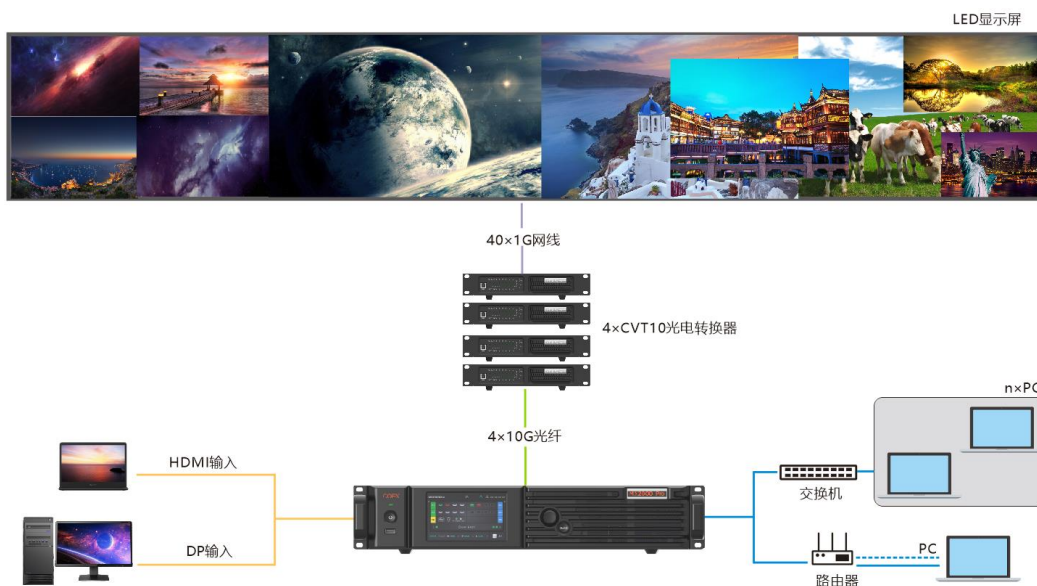 LED显示屏
40×1G网线
4×CVT10光电转换器
4×10G光纤
n×PC
HDMI输入
交换机
DP输入
PC
路由器